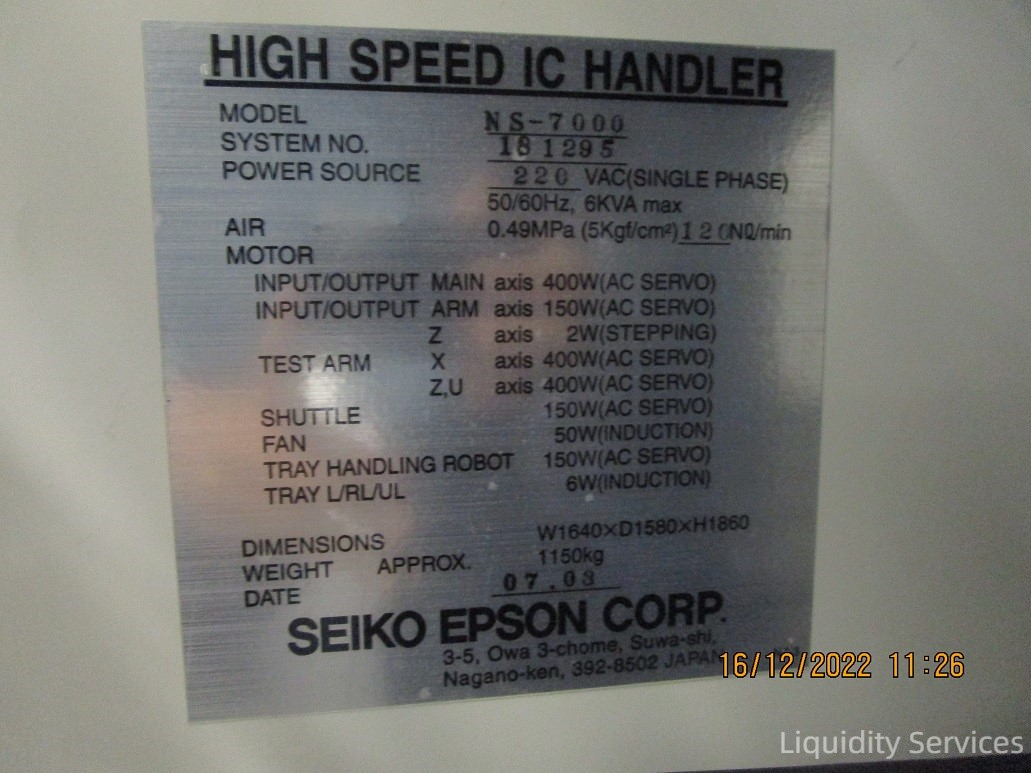 HIGH SPEED IC HANDLER
MODEL NS-7000
SYSTEM NO. 181295
POWER SOURCE 220 VAC(SINGLE PHASE)
50/60Hz, 6KVA max
AIR 0.49MPa (5Kgf/cm²) 120Nℓ/min
MOTOR
INPUT/OUTPUT MAIN axis 400W(AC SERVO)
INPUT/OUTPUT ARM axis 150W(AC SERVO)
Z axis 2W(STEPPING)
TEST ARM X axis 400W(AC SERVO)
Z,U axis 400W(AC SERVO)
SHUTTLE 150W(AC SERVO)
FAN 50W(INDUCTION)
TRAY HANDLING ROBOT 150W(AC SERVO)
TRAY L/RL/UL 6W(INDUCTION)
DIMENSIONS W1640×D1580×H1860
WEIGHT APPROX. 1150kg
DATE 07.03
SEIKO EPSON CORP.
3-5, Owa 3-chome, Suwa-shi,
Nagano-ken, 392-8502 JAPAN
16/12/2022 11:26
Liquidity Services